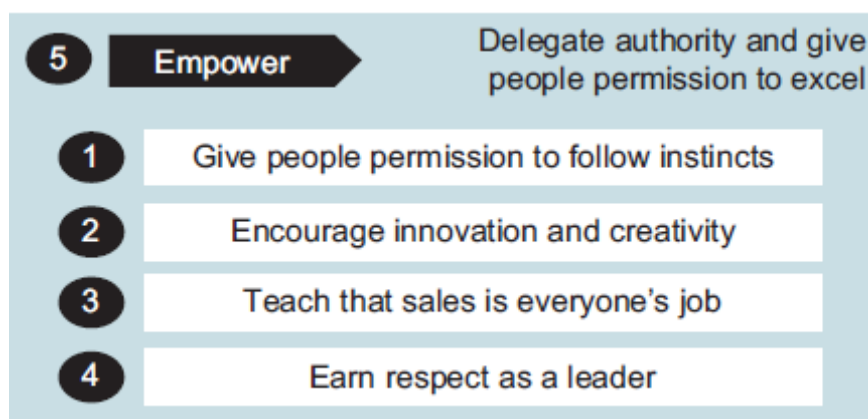 5 Empower Delegate authority and give
people permission to excel
1 Give people permission to follow instincts
2 Encourage innovation and creativity
3 Teach that sales is everyone’s job
4 Earn respect as a leader